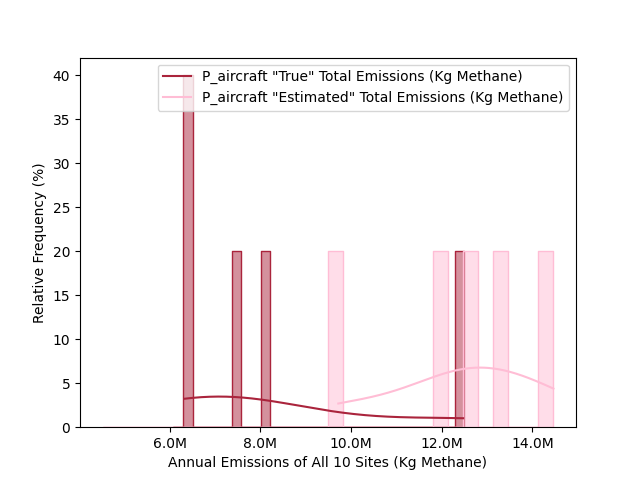 P_aircraft "True" Total Emissions (Kg Methane)
P_aircraft "Estimated" Total Emissions (Kg Methane)
40
35
30
25
20
15
10
5
0
Relative Frequency (%)
6.0M 8.0M 10.0M 12.0M 14.0M
Annual Emissions of All 10 Sites (Kg Methane)